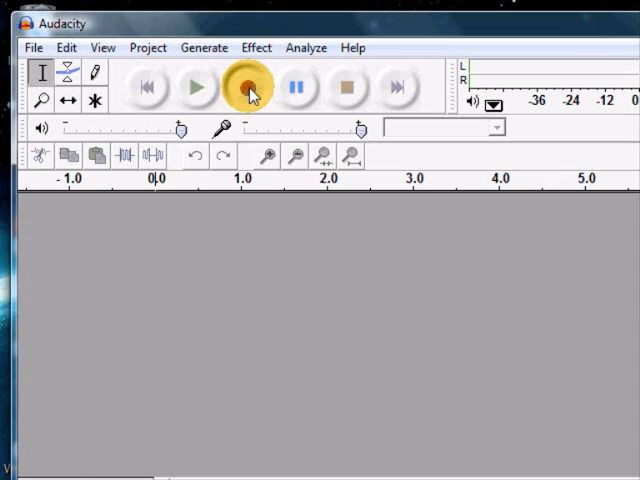 Audacity
File Edit View Project Generate Effect Analyze Help
L
R
-36 -24 -12 0
- 1.0 0.0 1.0 2.0 3.0 4.0 5.0
V